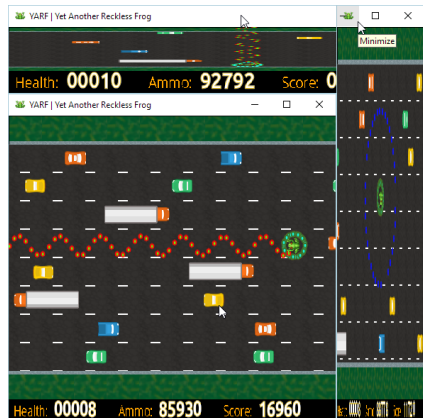 YARF | Yet Another Reckless Frog
Health: 00010 Ammo: 92792 Score: 0
Minimize
YARF | Yet Another Reckless Frog
Health: 00008 Ammo: 85930 Score: 16960